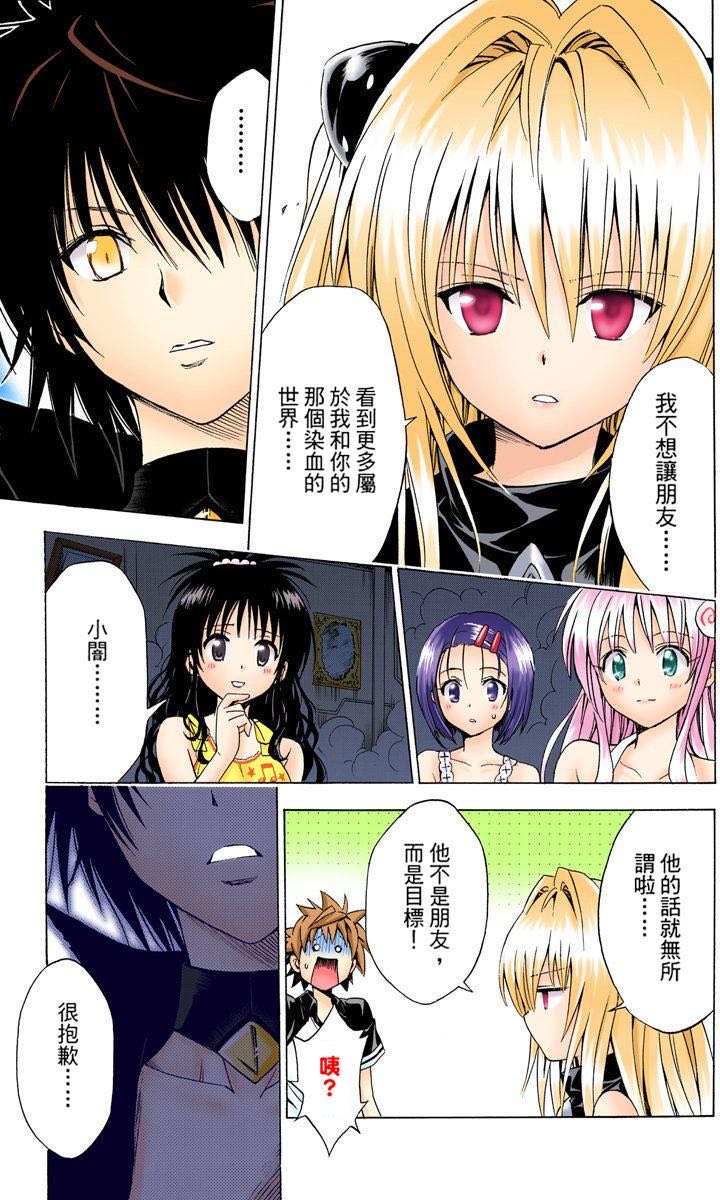 我不想讓朋友……
看到更多屬
於我和你的
那個染血的
世界……
………
小闇………
他的話就無所
謂啦……
他不是朋友，
而是目標！
咦？
很抱歉……